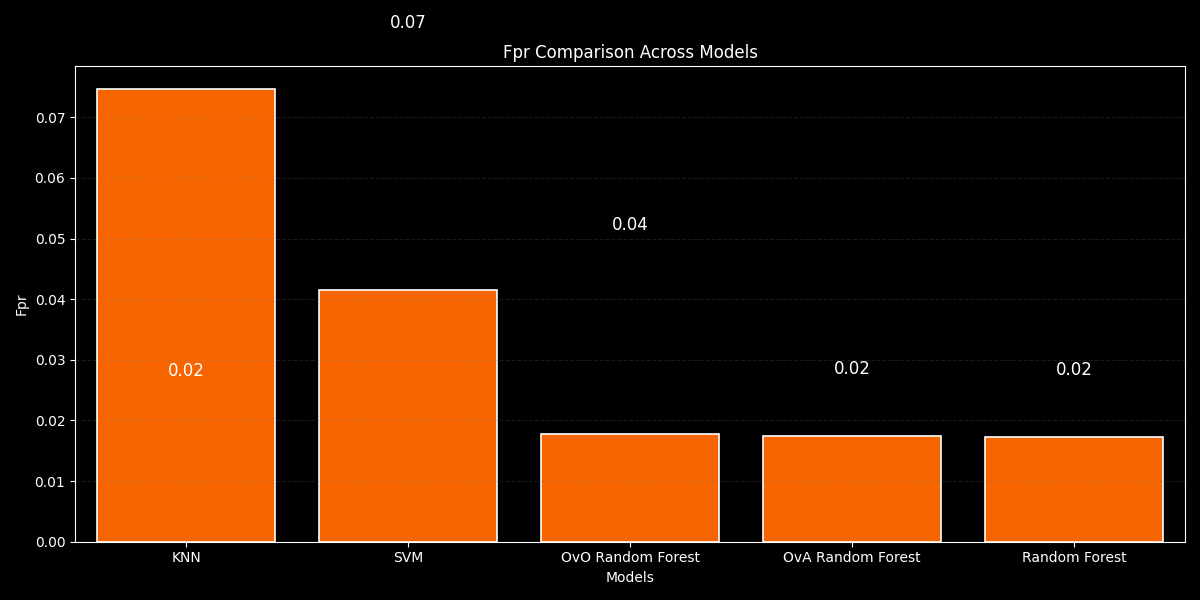 0.07
Fpr Comparison Across Models
0.07
0.06
0.05
0.04
0.03
0.02
0.01
0.00
Fpr
0.02
0.04
0.02
0.02
KNN
SVM
OvO Random Forest
OvA Random Forest
Random Forest
Models